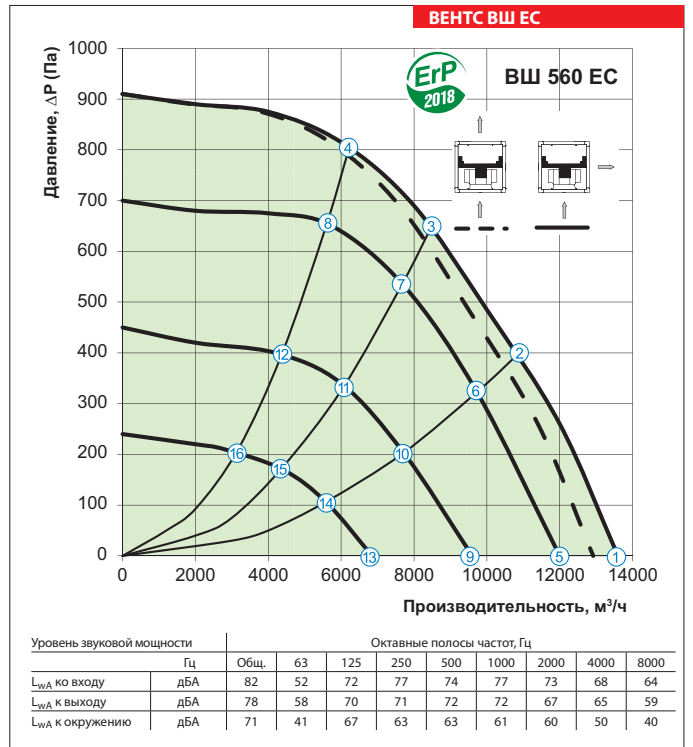 ВЕНТС ВШ ЕС
Давление, ΔP (Па)
1000
900
800
700
600
500
400
300
200
100
0
ErP
2018
ВШ 560 ЕС
4
3
8
7
2
12
11
6
16
15
10
14
13
9
5
1
0 2000 4000 6000 8000 10000 12000 14000
Производительность, м³/ч
Уровень звуковой мощности Октавные полосы частот, Гц
Гц Общ. 63 125 250 500 1000 2000 4000 8000
LwA ко входу дБА 82 52 72 77 74 77 73 68 64
LwA к выходу дБА 78 58 70 71 72 72 67 65 59
LwA к окружению дБА 71 41 67 63 63 61 60 50 40